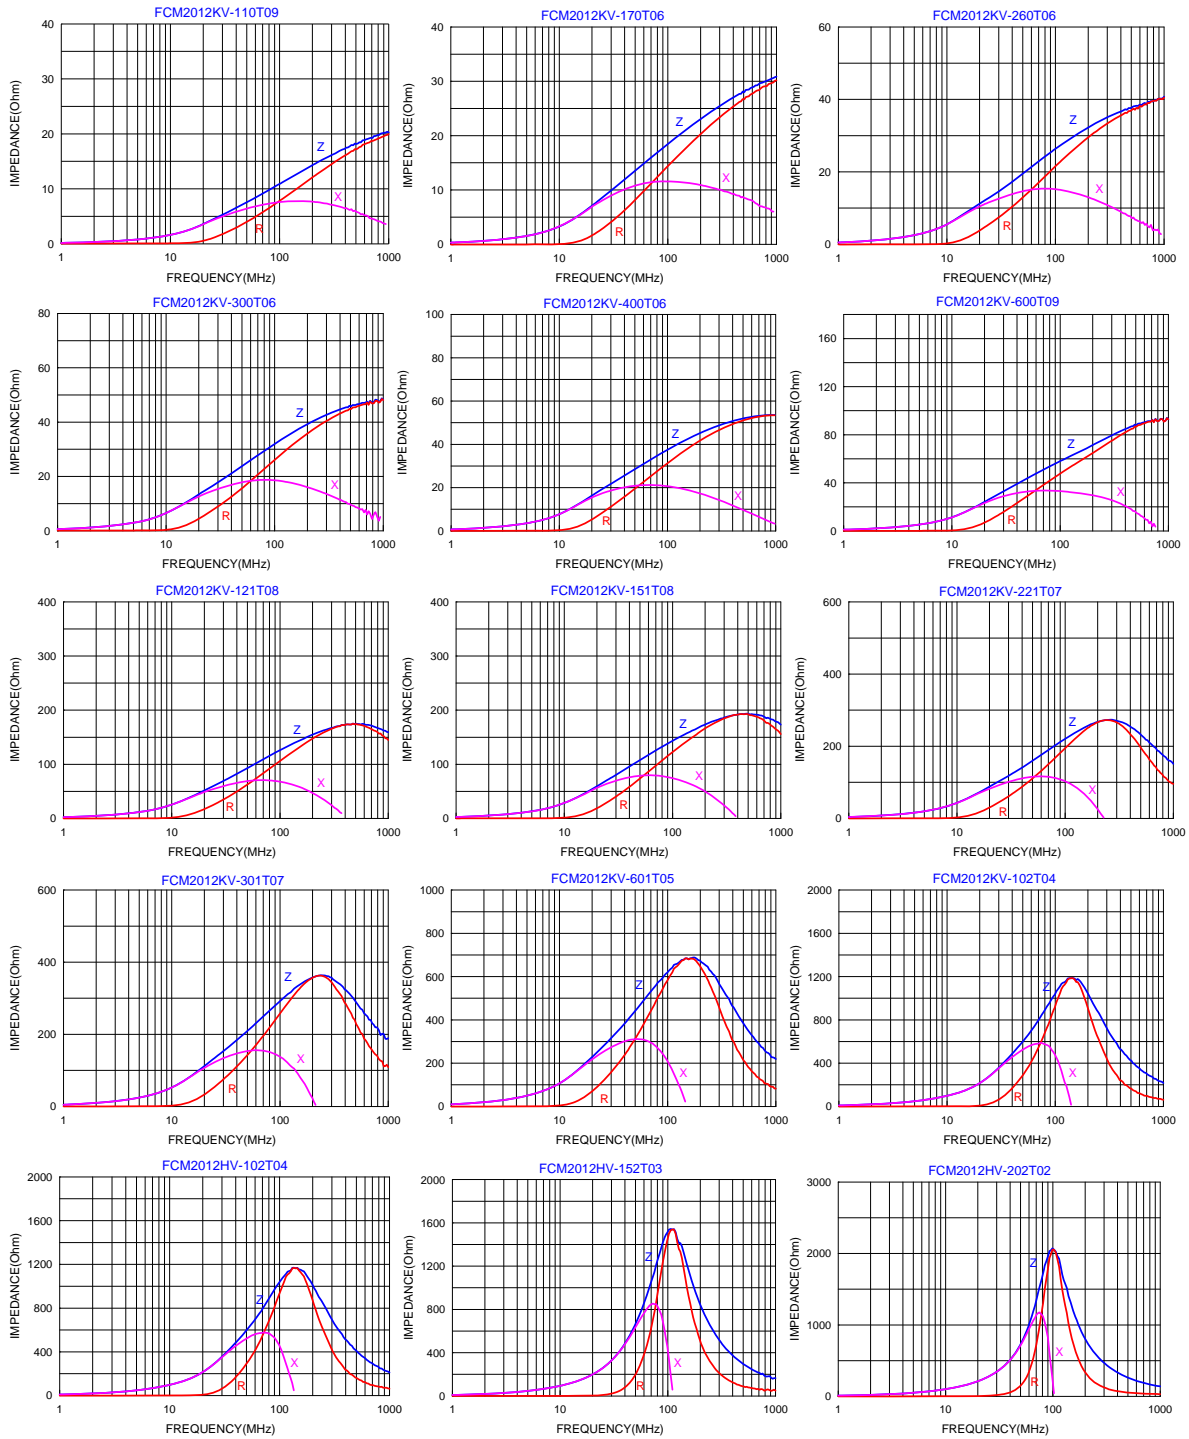 FCM2012KV-110T09
40
30
20
10
0
IMPEDANCE(Ohm)
Z
X
R
1
10
100
1000
FREQUENCY(MHz)
FCM2012KV-170T06
40
30
20
10
0
IMPEDANCE(Ohm)
Z
X
R
1
10
100
1000
FREQUENCY(MHz)
FCM2012KV-260T06
60
40
20
0
IMPEDANCE(Ohm)
Z
X
R
1
10
100
1000
FREQUENCY(MHz)
FCM2012KV-300T06
80
60
40
20
0
IMPEDANCE(Ohm)
Z
X
R
1
10
100
1000
FREQUENCY(MHz)
FCM2012KV-400T06
100
80
60
40
20
0
IMPEDANCE(Ohm)
Z
X
R
1
10
100
1000
FREQUENCY(MHz)
FCM2012KV-600T09
160
120
80
40
0
IMPEDANCE(Ohm)
Z
X
R
1
10
100
1000
FREQUENCY(MHz)
FCM2012KV-121T08
400
300
200
100
0
IMPEDANCE(Ohm)
Z
X
R
1
10
100
1000
FREQUENCY(MHz)
FCM2012KV-151T08
400
300
200
100
0
IMPEDANCE(Ohm)
Z
X
R
1
10
100
1000
FREQUENCY(MHz)
FCM2012KV-221T07
600
400
200
0
IMPEDANCE(Ohm)
Z
X
R
1
10
100
1000
FREQUENCY(MHz)
FCM2012KV-301T07
600
400
200
0
IMPEDANCE(Ohm)
Z
X
R
1
10
100
1000
FREQUENCY(MHz)
FCM2012KV-601T05
1000
800
600
400
200
0
IMPEDANCE(Ohm)
Z
X
R
1
10
100
1000
FREQUENCY(MHz)
FCM2012KV-102T04
2000
1600
1200
800
400
0
IMPEDANCE(Ohm)
Z
X
R
1
10
100
1000
FREQUENCY(MHz)
FCM2012HV-102T04
2000
1600
1200
800
400
0
IMPEDANCE(Ohm)
Z
X
R
1
10
100
1000
FREQUENCY(MHz)
FCM2012HV-152T03
2000
1600
1200
800
400
0
IMPEDANCE(Ohm)
Z
X
R
1
10
100
1000
FREQUENCY(MHz)
FCM2012HV-202T02
3000
2000
1000
0
IMPEDANCE(Ohm)
Z
X
R
1
10
100
1000
FREQUENCY(MHz)